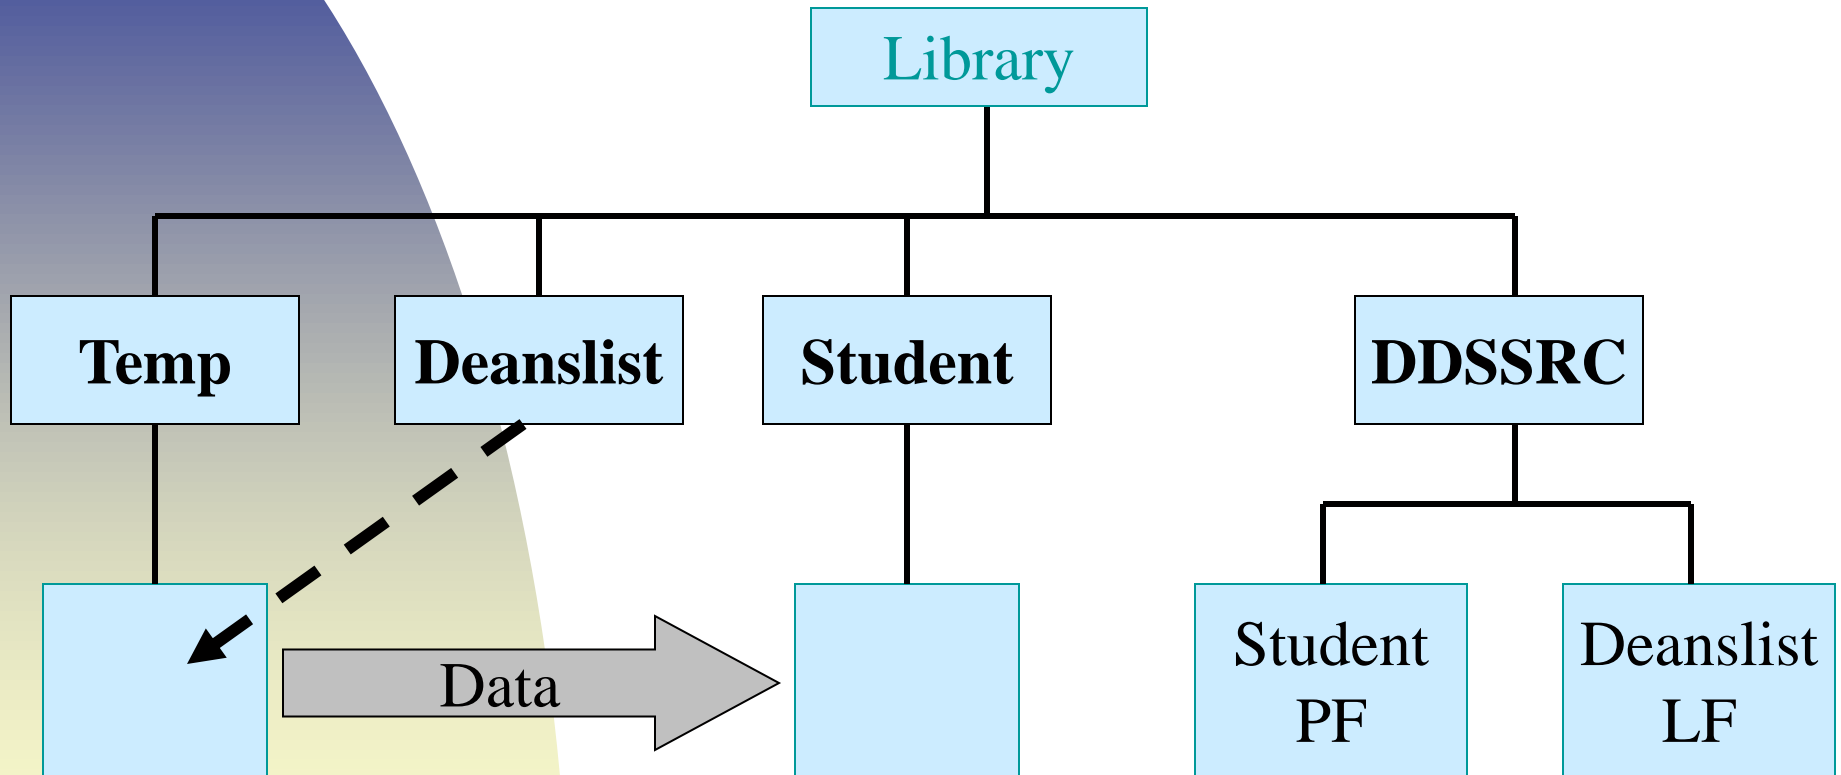 Library
Temp
Deanslist
Student
DDSSRC
Data
Student
PF
Deanslist
LF